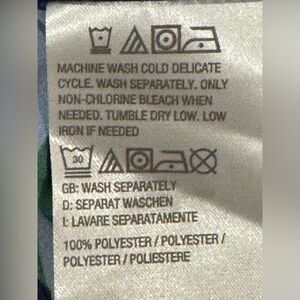 MACHINE WASH COLD DELICATE
CYCLE. WASH SEPARATELY. ONLY
NON-CHLORINE BLEACH WHEN
NEEDED. TUMBLE DRY LOW. LOW
IRON IF NEEDED
30
GB: WASH SEPARATELY
D: SEPARAT WASCHEN
I: LAVARE SEPARATAMENTE
100% POLYESTER / POLYESTER /
POLYESTER / POLIESTERE